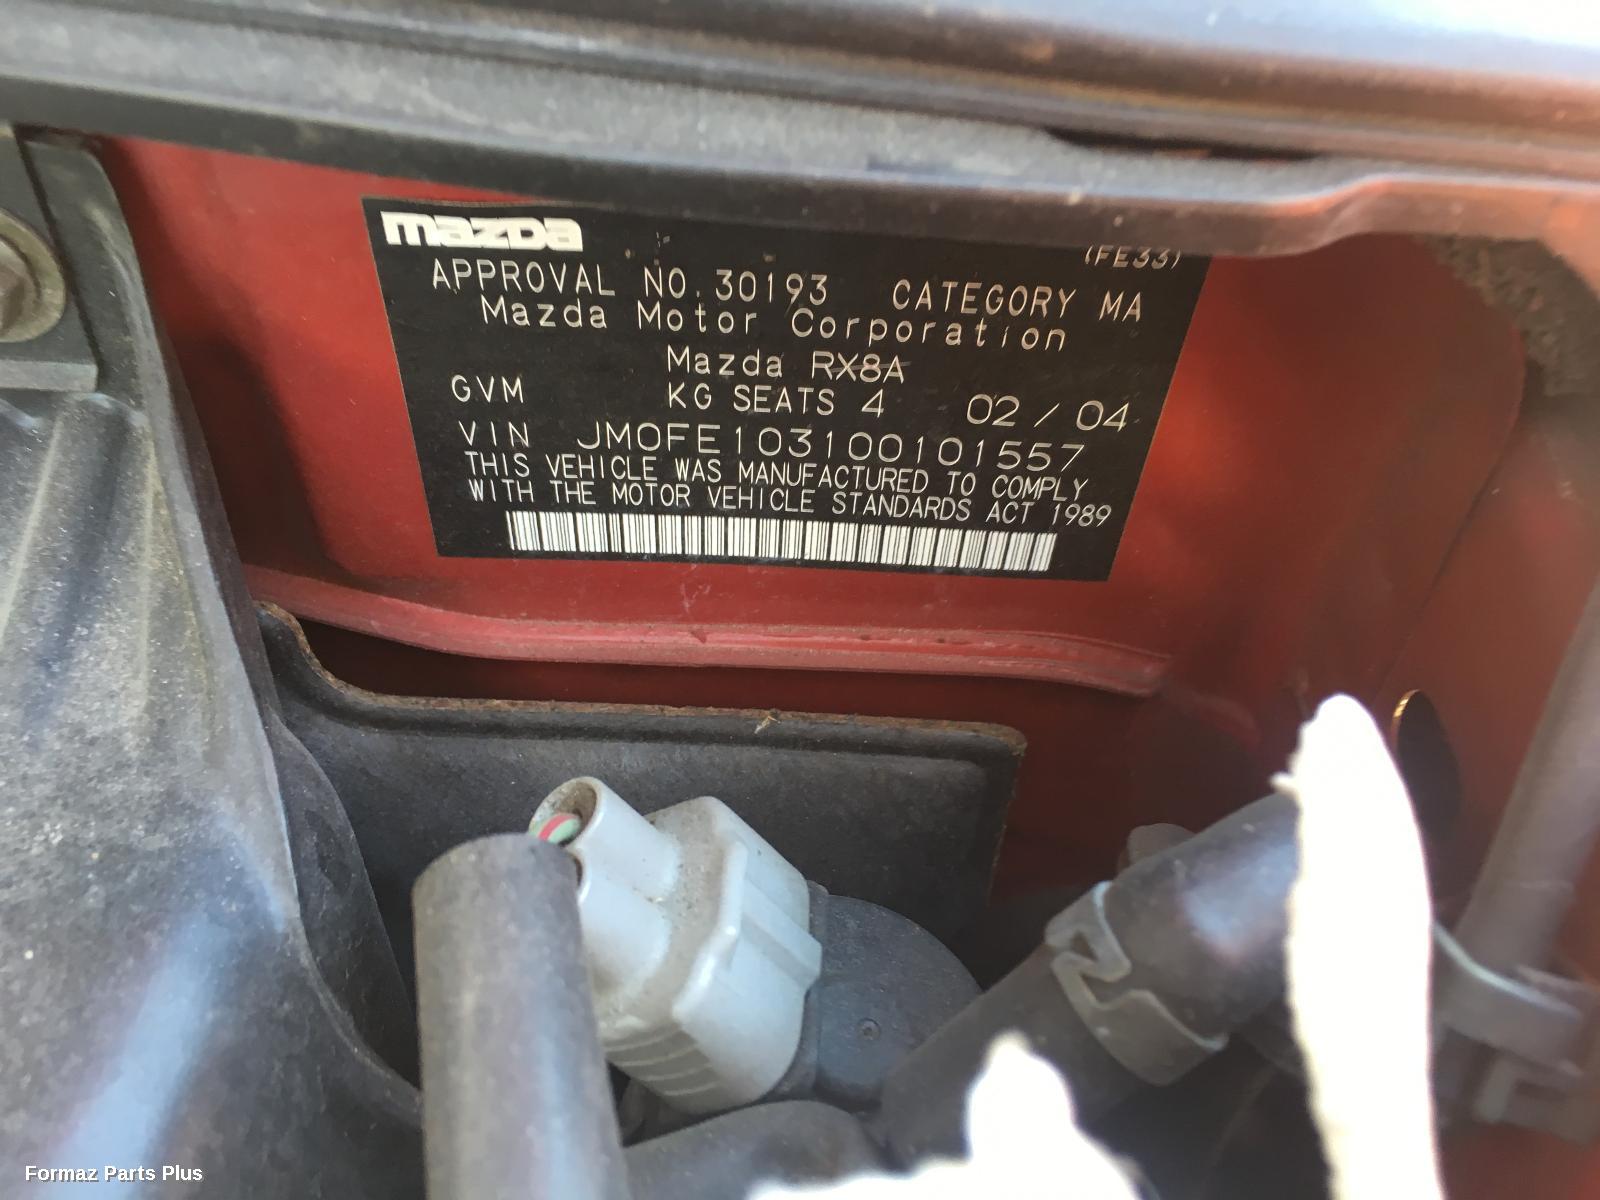 mazda
(FE33)
APPROVAL NO. 30193 CATEGORY MA
Mazda Motor Corporation
Mazda RX8A
GVM KG SEATS 4 02 / 04
VIN JM0FE103100101557
THIS VEHICLE WAS MANUFACTURED TO COMPLY
WITH THE MOTOR VEHICLE STANDARDS ACT 1989
Formaz Parts Plus